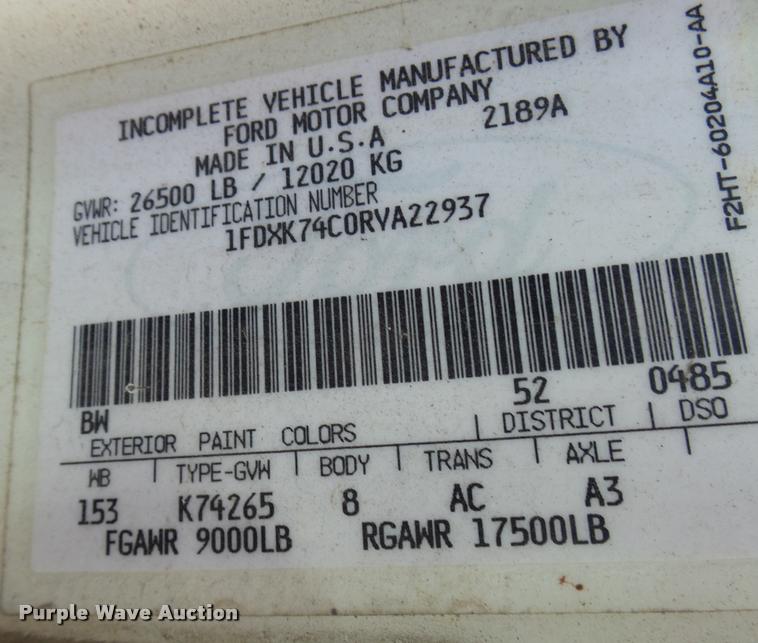 INCOMPLETE VEHICLE MANUFACTURED BY
FORD MOTOR COMPANY
MADE IN U.S.A 2189A
GVWR: 26500 LB / 12020 KG
VEHICLE IDENTIFICATION NUMBER
1FDXK74C0RVA22937
F2HT-60204A10-AA
BW 52 0485
EXTERIOR PAINT COLORS DISTRICT DSO
WB TYPE-GVW BODY TRANS AXLE
153 K74265 8 AC A3
FGAWR 9000LB RGAWR 17500LB
Ford
Purple Wave Auction